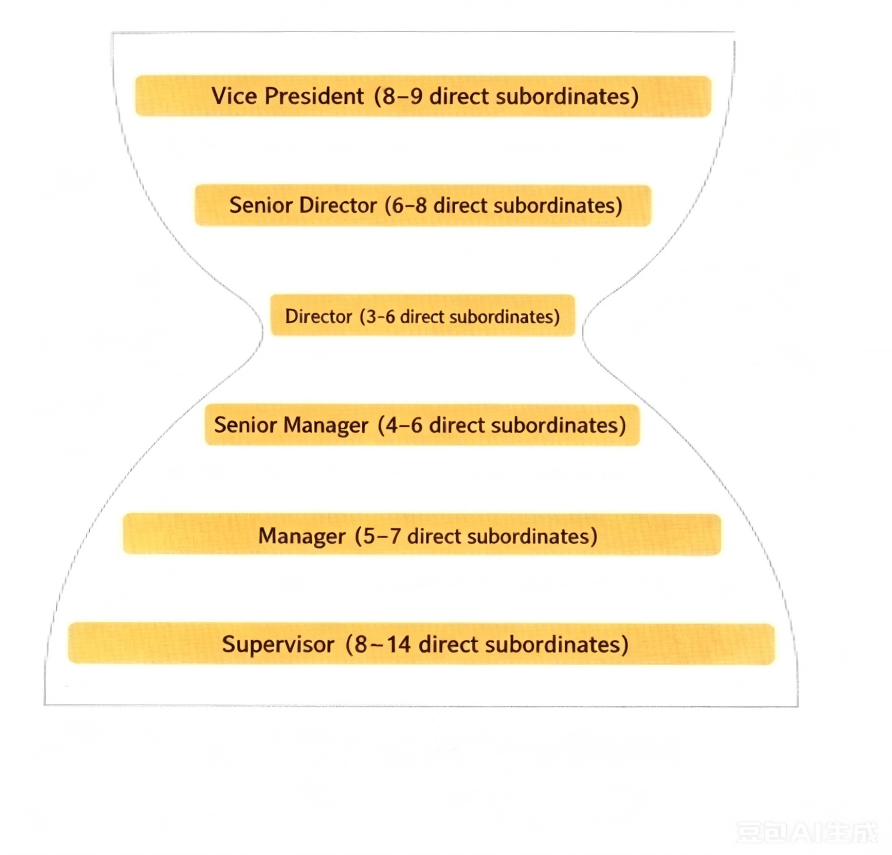 Vice President (8–9 direct subordinates)
Senior Director (6–8 direct subordinates)
Director (3-6 direct subordinates)
Senior Manager (4–6 direct subordinates)
Manager (5–7 direct subordinates)
Supervisor (8–14 direct subordinates)
豆包AI生成